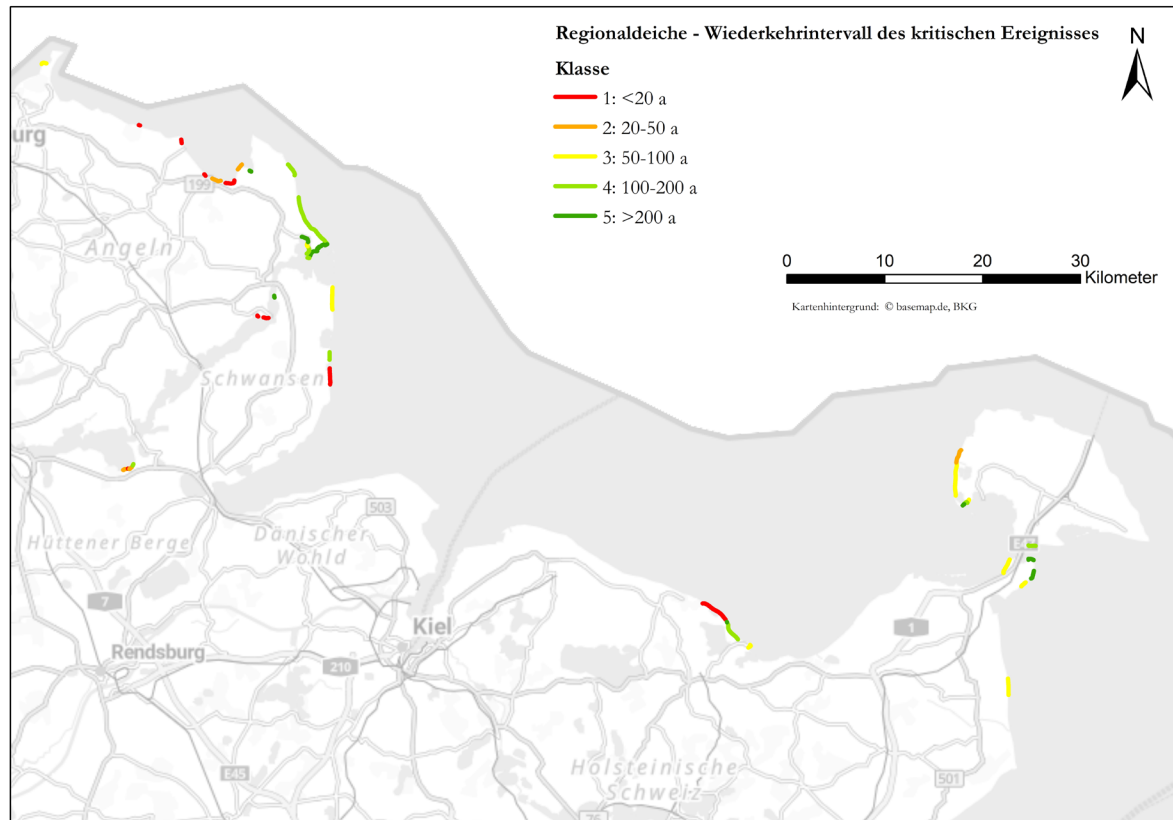 Regionaldeiche - Wiederkehrintervall des kritischen Ereignisses
N
Klasse
1: <20 a
2: 20-50 a
3: 50-100 a
4: 100-200 a
5: >200 a
0 10 20 30 Kilometer
Kartenhintergrund: © basemap.de, BKG
urg
199
Angeln
Schwansen
503
Dänischer
Wohld
Hüttener Berge
7
Kiel
Rendsburg
210
E45
Holsteinische
Schweiz
76
1
501